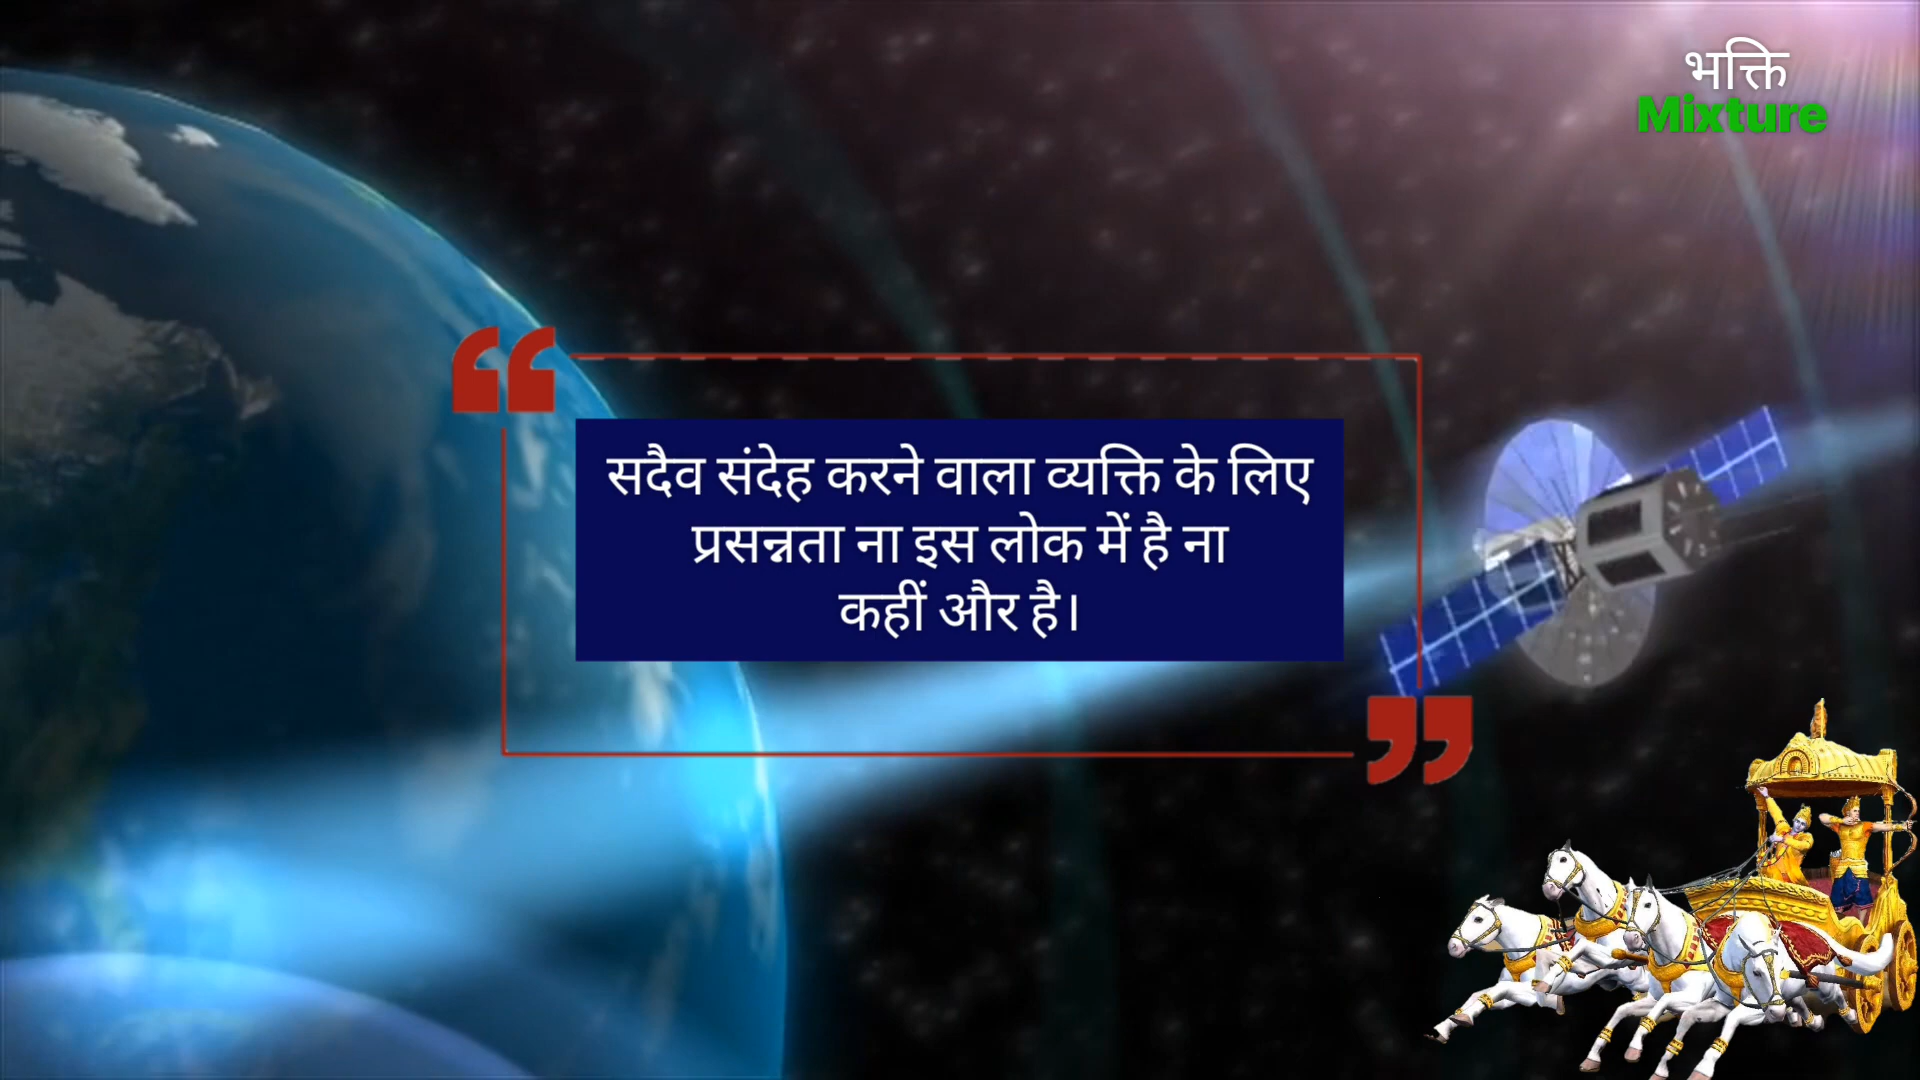 भक्ति
Mixture
“
सदैव संदेह करने वाला व्यक्ति के लिए
प्रसन्नता ना इस लोक में है ना
कहीं और है।
”